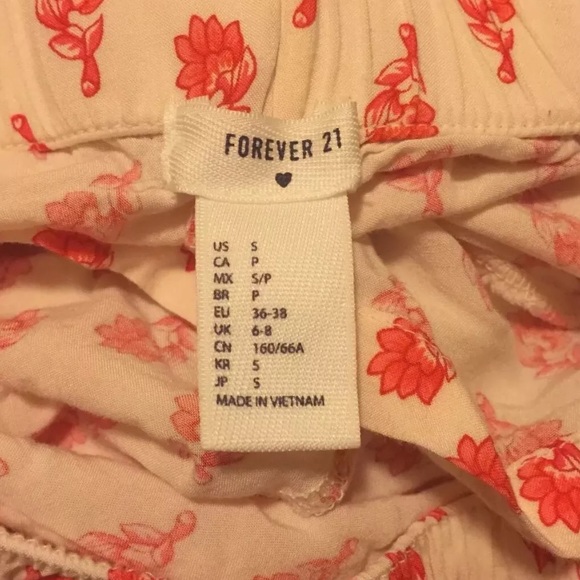 FOREVER 21
US S
CA P
MX S/P
BR P
EU 36-38
UK 6-8
CN 160/66A
KR S
JP S
MADE IN VIETNAM